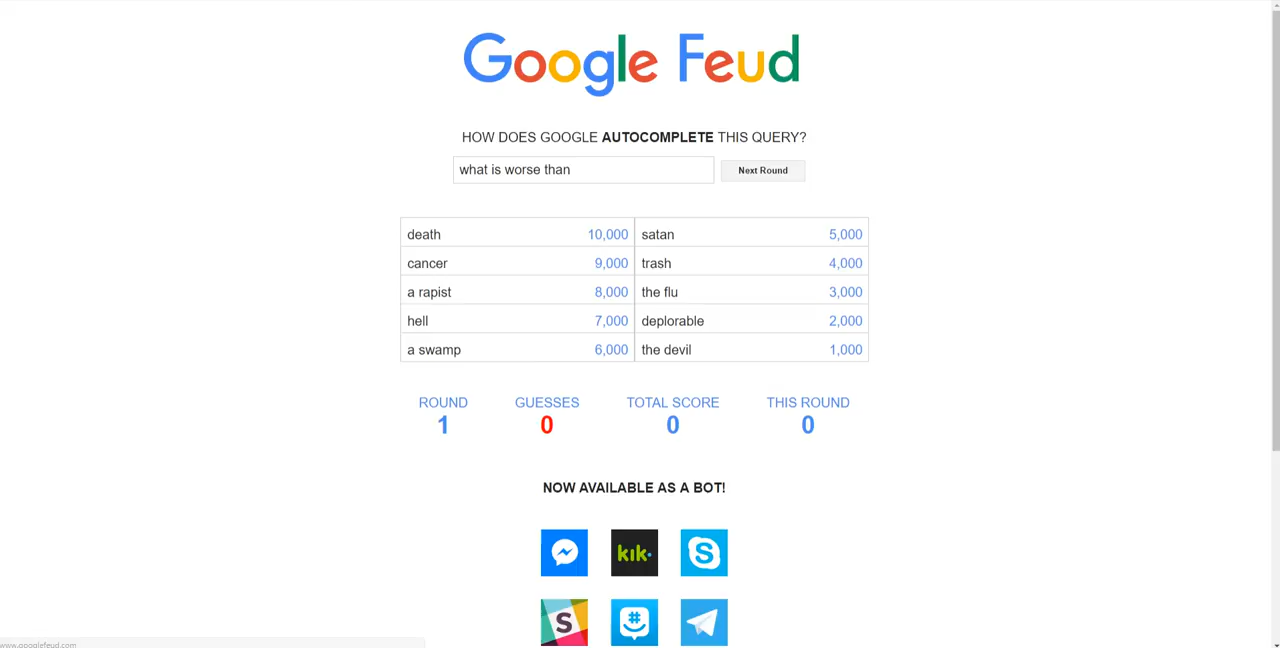 Google Feud
HOW DOES GOOGLE AUTOCOMPLETE THIS QUERY?
what is worse than
Next Round
death 10,000 satan 5,000
cancer 9,000 trash 4,000
a rapist 8,000 the flu 3,000
hell 7,000 deplorable 2,000
a swamp 6,000 the devil 1,000
ROUND GUESSES TOTAL SCORE THIS ROUND
1 0 0 0
NOW AVAILABLE AS A BOT!
kik.
S
S
#
www.googlefeud.com